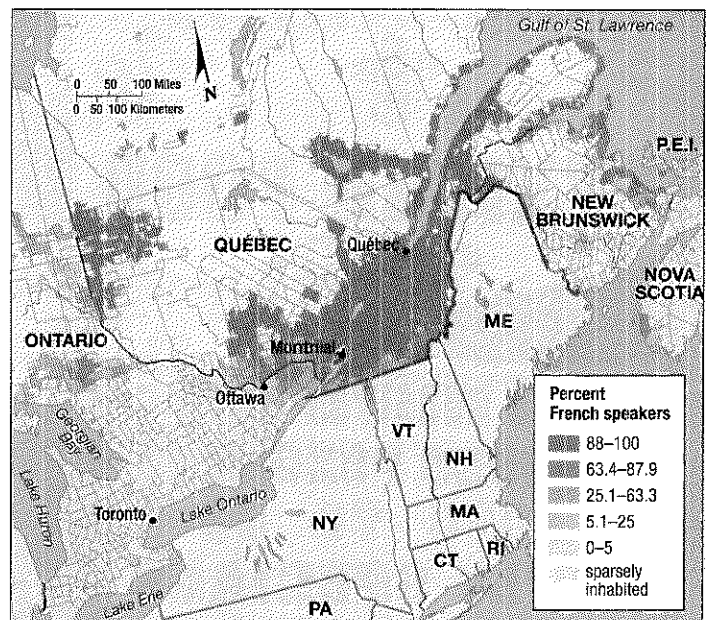 Gulf of St. Lawrence
0 50 100 Miles
0 50 100 Kilometers
N
P.E.I.
NEW
BRUNSWICK
QUÉBEC
Québec
NOVA
SCOTIA
ONTARIO
ME
Montréal
Ottawa
Georgian
Bay
VT
NH
Lake Huron
Toronto
Lake Ontario
NY
MA
CT
RI
Lake Erie
PA
Percent
French speakers
88–100
63.4–87.9
25.1–63.3
5.1–25
0–5
sparsely
inhabited